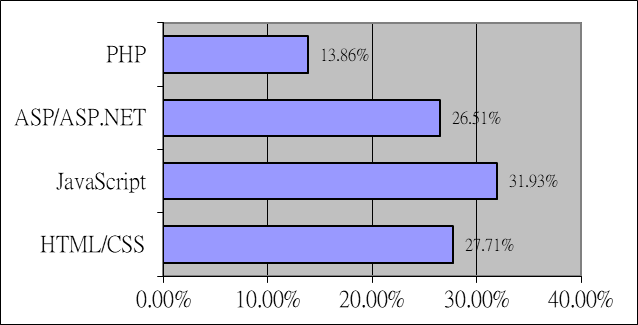 PHP 13.86%
ASP/ASP.NET 26.51%
JavaScript 31.93%
HTML/CSS 27.71%
0.00% 10.00% 20.00% 30.00% 40.00%